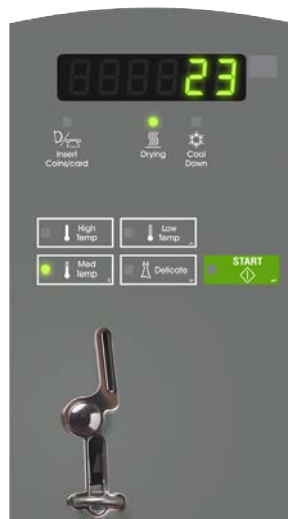 23
Insert
Coins/card
Drying
Cool
Down
High
Temp
Low
Temp
Med
Temp
Delicate
START